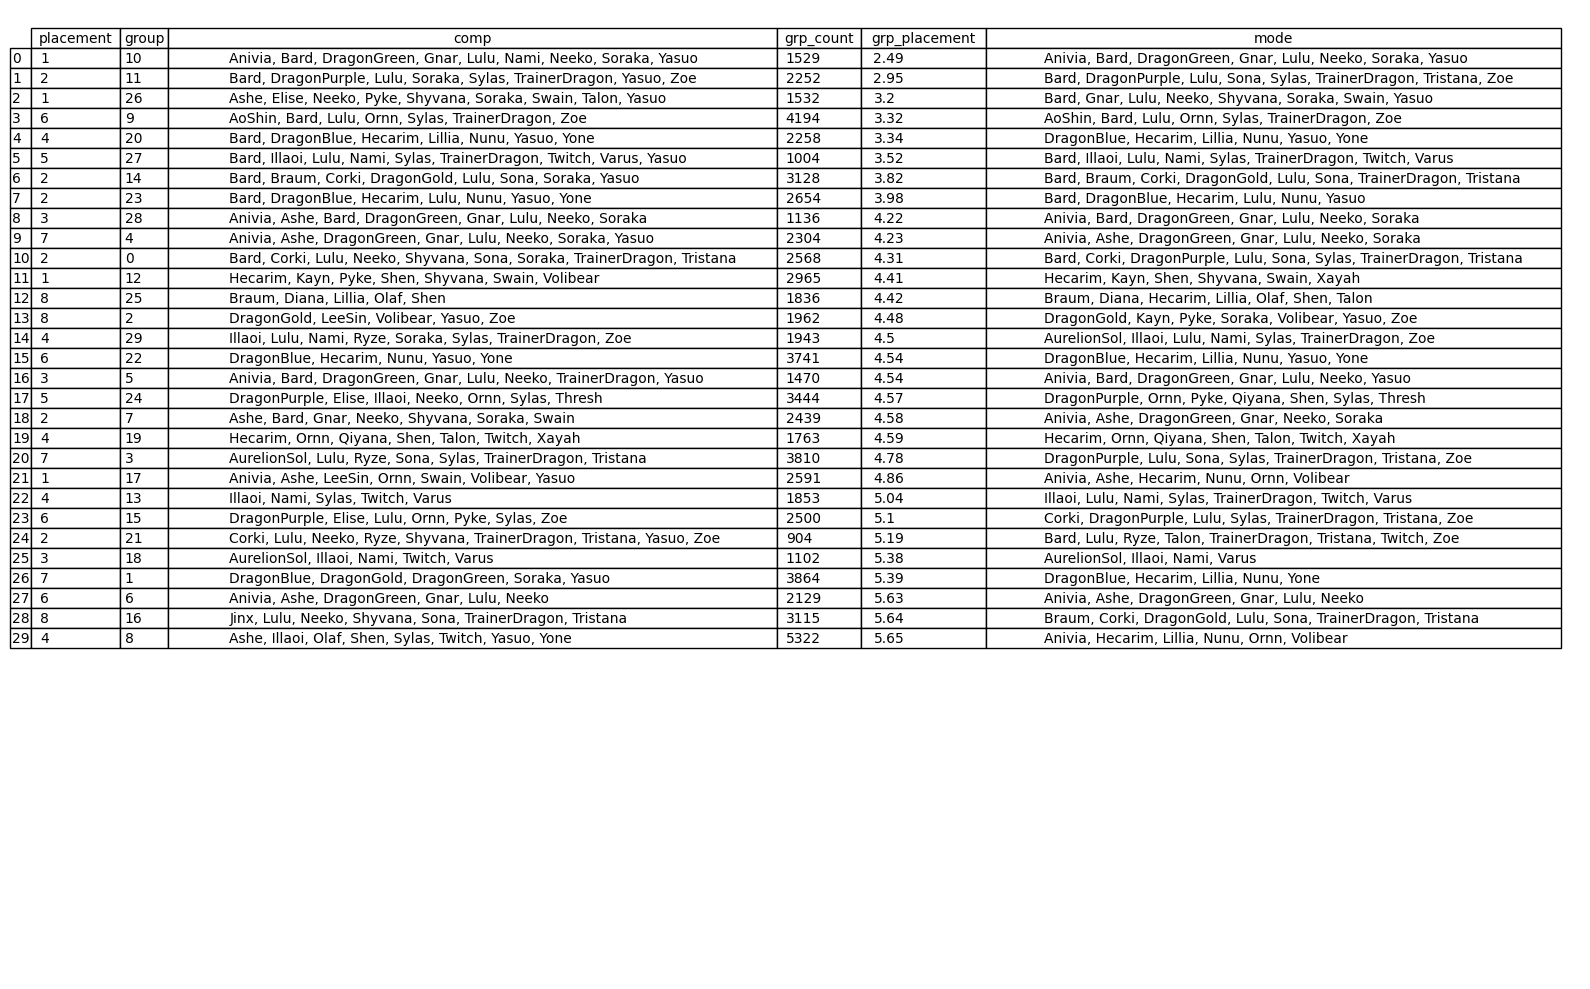 placement group comp grp_count grp_placement mode
0 1 10 Anivia, Bard, DragonGreen, Gnar, Lulu, Nami, Neeko, Soraka, Yasuo 1529 2.49 Anivia, Bard, DragonGreen, Gnar, Lulu, Neeko, Soraka, Yasuo
1 2 11 Bard, DragonPurple, Lulu, Soraka, Sylas, TrainerDragon, Yasuo, Zoe 2252 2.95 Bard, DragonPurple, Lulu, Sona, Sylas, TrainerDragon, Tristana, Zoe
2 1 26 Ashe, Elise, Neeko, Pyke, Shyvana, Soraka, Swain, Talon, Yasuo 1532 3.2 Bard, Gnar, Lulu, Neeko, Shyvana, Soraka, Swain, Yasuo
3 6 9 AoShin, Bard, Lulu, Ornn, Sylas, TrainerDragon, Zoe 4194 3.32 AoShin, Bard, Lulu, Ornn, Sylas, TrainerDragon, Zoe
4 4 20 Bard, DragonBlue, Hecarim, Lillia, Nunu, Yasuo, Yone 2258 3.34 DragonBlue, Hecarim, Lillia, Nunu, Yasuo, Yone
5 5 27 Bard, Illaoi, Lulu, Nami, Sylas, TrainerDragon, Twitch, Varus, Yasuo 1004 3.52 Bard, Illaoi, Lulu, Nami, Sylas, TrainerDragon, Twitch, Varus
6 2 14 Bard, Braum, Corki, DragonGold, Lulu, Sona, Soraka, Yasuo 3128 3.82 Bard, Braum, Corki, DragonGold, Lulu, Sona, TrainerDragon, Tristana
7 2 23 Bard, DragonBlue, Hecarim, Lulu, Nunu, Yasuo, Yone 2654 3.98 Bard, DragonBlue, Hecarim, Lulu, Nunu, Yasuo
8 3 28 Anivia, Ashe, Bard, DragonGreen, Gnar, Lulu, Neeko, Soraka 1136 4.22 Anivia, Bard, DragonGreen, Gnar, Lulu, Neeko, Soraka
9 7 4 Anivia, Ashe, DragonGreen, Gnar, Lulu, Neeko, Soraka, Yasuo 2304 4.23 Anivia, Ashe, DragonGreen, Gnar, Lulu, Neeko, Soraka
10 2 0 Bard, Corki, Lulu, Neeko, Shyvana, Sona, Soraka, TrainerDragon, Tristana 2568 4.31 Bard, Corki, DragonPurple, Lulu, Sona, Sylas, TrainerDragon, Tristana
11 1 12 Hecarim, Kayn, Pyke, Shen, Shyvana, Swain, Volibear 2965 4.41 Hecarim, Kayn, Shen, Shyvana, Swain, Xayah
12 8 25 Braum, Diana, Lillia, Olaf, Shen 1836 4.42 Braum, Diana, Hecarim, Lillia, Olaf, Shen, Talon
13 8 2 DragonGold, LeeSin, Volibear, Yasuo, Zoe 1962 4.48 DragonGold, Kayn, Pyke, Soraka, Volibear, Yasuo, Zoe
14 4 29 Illaoi, Lulu, Nami, Ryze, Soraka, Sylas, TrainerDragon, Zoe 1943 4.5 AurelionSol, Illaoi, Lulu, Nami, Sylas, TrainerDragon, Zoe
15 6 22 DragonBlue, Hecarim, Nunu, Yasuo, Yone 3741 4.54 DragonBlue, Hecarim, Lillia, Nunu, Yasuo, Yone
16 3 5 Anivia, Bard, DragonGreen, Gnar, Lulu, Neeko, TrainerDragon, Yasuo 1470 4.54 Anivia, Bard, DragonGreen, Gnar, Lulu, Neeko, Yasuo
17 5 24 DragonPurple, Elise, Illaoi, Neeko, Ornn, Sylas, Thresh 3444 4.57 DragonPurple, Ornn, Pyke, Qiyana, Shen, Sylas, Thresh
18 2 7 Ashe, Bard, Gnar, Neeko, Shyvana, Soraka, Swain 2439 4.58 Anivia, Ashe, DragonGreen, Gnar, Neeko, Soraka
19 4 19 Hecarim, Ornn, Qiyana, Shen, Talon, Twitch, Xayah 1763 4.59 Hecarim, Ornn, Qiyana, Shen, Talon, Twitch, Xayah
20 7 3 AurelionSol, Lulu, Ryze, Sona, Sylas, TrainerDragon, Tristana 3810 4.78 DragonPurple, Lulu, Sona, Sylas, TrainerDragon, Tristana, Zoe
21 1 17 Anivia, Ashe, LeeSin, Ornn, Swain, Volibear, Yasuo 2591 4.86 Anivia, Ashe, Hecarim, Nunu, Ornn, Volibear
22 4 13 Illaoi, Nami, Sylas, Twitch, Varus 1853 5.04 Illaoi, Lulu, Nami, Sylas, TrainerDragon, Twitch, Varus
23 6 15 DragonPurple, Elise, Lulu, Ornn, Pyke, Sylas, Zoe 2500 5.1 Corki, DragonPurple, Lulu, Sylas, TrainerDragon, Tristana, Zoe
24 2 21 Corki, Lulu, Neeko, Ryze, Shyvana, TrainerDragon, Tristana, Yasuo, Zoe 904 5.19 Bard, Lulu, Ryze, Talon, TrainerDragon, Tristana, Twitch, Zoe
25 3 18 AurelionSol, Illaoi, Nami, Twitch, Varus 1102 5.38 AurelionSol, Illaoi, Nami, Varus
26 7 1 DragonBlue, DragonGold, DragonGreen, Soraka, Yasuo 3864 5.39 DragonBlue, Hecarim, Lillia, Nunu, Yone
27 6 6 Anivia, Ashe, DragonGreen, Gnar, Lulu, Neeko 2129 5.63 Anivia, Ashe, DragonGreen, Gnar, Lulu, Neeko
28 8 16 Jinx, Lulu, Neeko, Shyvana, Sona, TrainerDragon, Tristana 3115 5.64 Braum, Corki, DragonGold, Lulu, Sona, TrainerDragon, Tristana
29 4 8 Ashe, Illaoi, Olaf, Shen, Sylas, Twitch, Yasuo, Yone 5322 5.65 Anivia, Hecarim, Lillia, Nunu, Ornn, Volibear